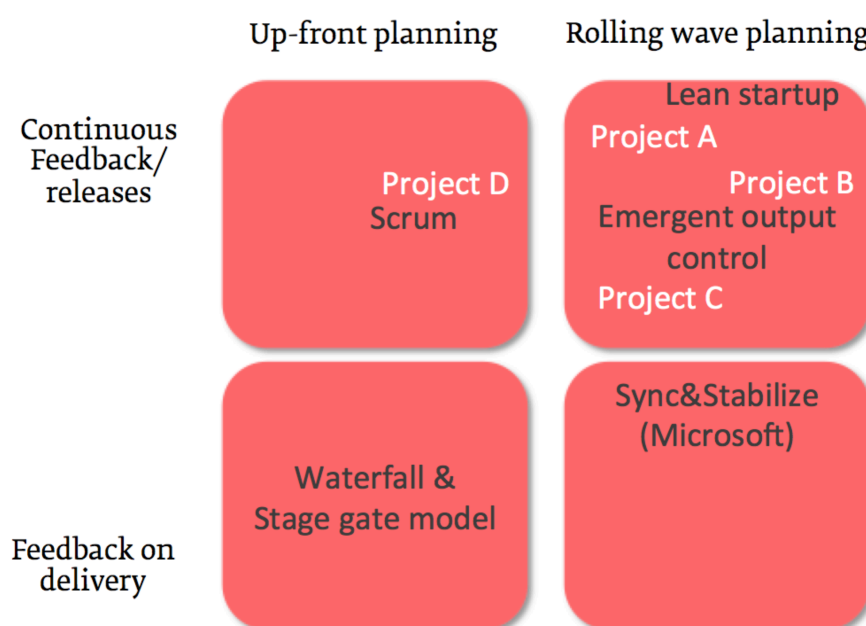 Up-front planning
Rolling wave planning
Continuous
Feedback/
releases
Project D
Scrum
Lean startup
Project A
Project B
Emergent output
control
Project C
Feedback on
delivery
Waterfall &
Stage gate model
Sync&Stabilize
(Microsoft)